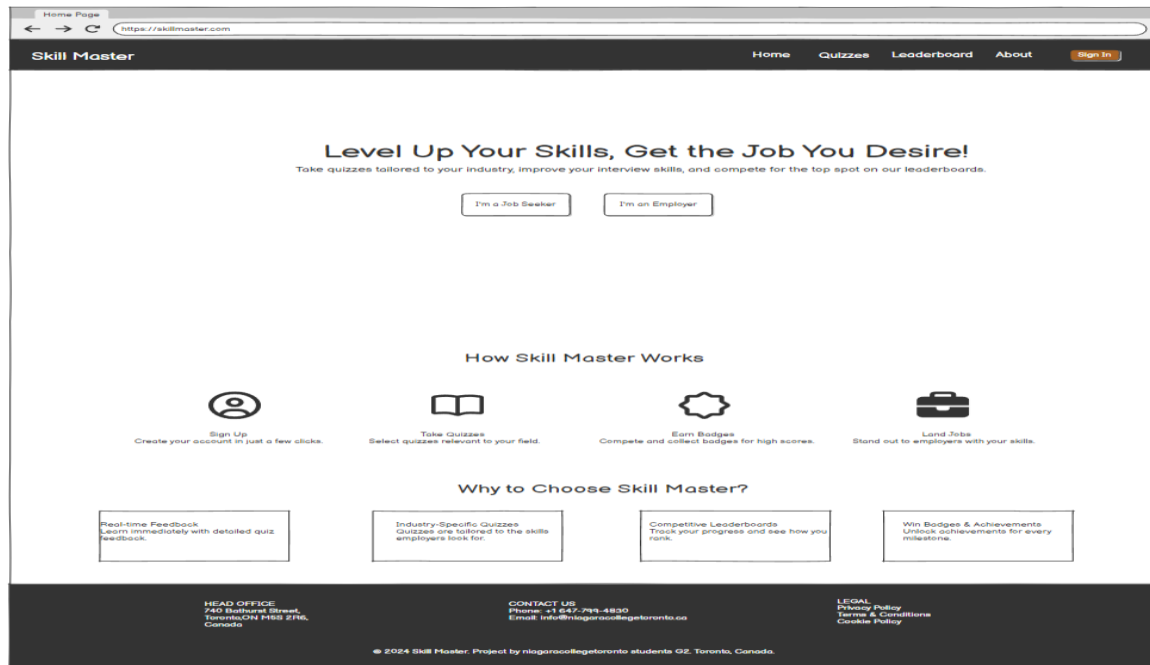 Home Page
https://skillmaster.com
Skill Master
Home Quizzes Leaderboard About Sign In
Level Up Your Skills, Get the Job You Desire!
Take quizzes tailored to your industry, improve your interview skills, and compete for the top spot on our leaderboards.
I'm a Job Seeker I'm an Employer
How Skill Master Works
Sign Up
Create your account in just a few clicks.
Take Quizzes
Select quizzes relevant to your field.
Earn Badges
Compete and collect badges for high scores.
Land Jobs
Stand out to employers with your skills.
Why to Choose Skill Master?
Real-time Feedback
Learn immediately with detailed quiz
feedback.
Industry-Specific Quizzes
Quizzes are tailored to the skills
employers look for.
Competitive Leaderboards
Track your progress and see how you
rank.
Win Badges & Achievements
Unlock achievements for every
milestone.
HEAD OFFICE
740 Bathurst Street,
Toronto,ON M5S 2R6,
Canada
CONTACT US
Phone: +1 647-794-4830
Email: info@niagaracollegetoronto.ca
LEGAL
Privacy Policy
Terms & Conditions
Cookie Policy
© 2024 Skill Master. Project by niagaracollegetoronto students G2. Toronto, Canada.